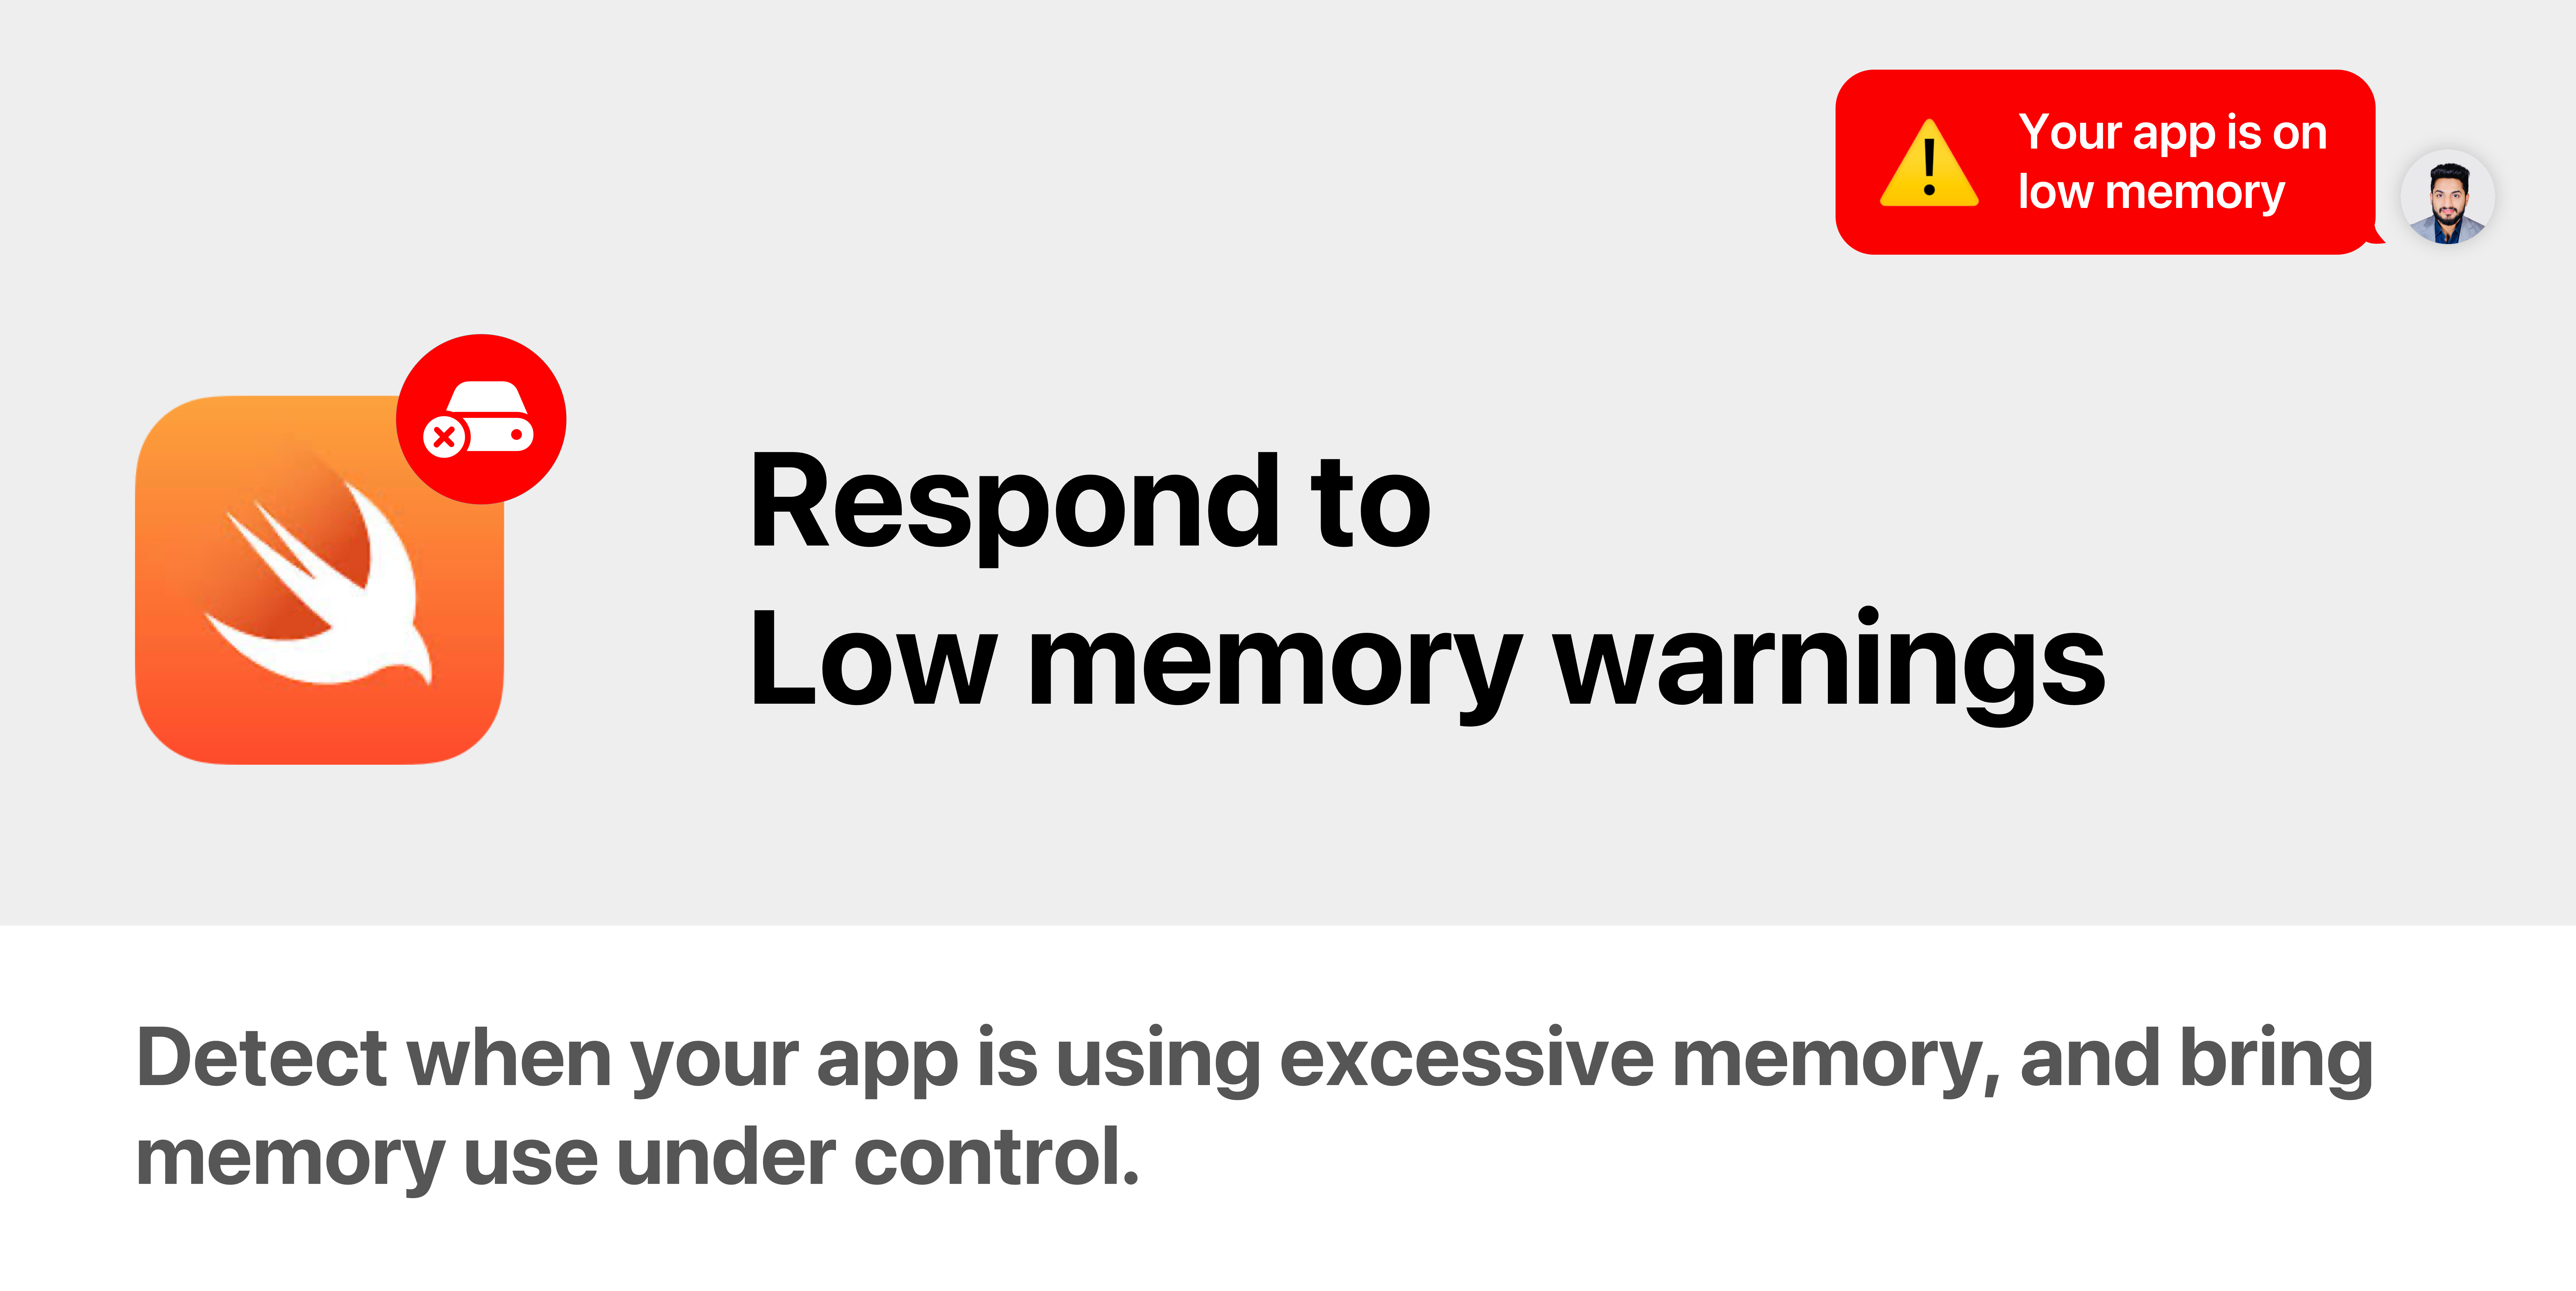 Your app is on
low memory
Respond to
Low memory warnings
Detect when your app is using excessive memory, and bring
memory use under control.